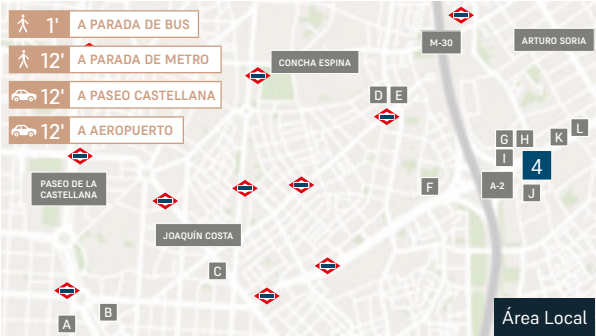 1' A PARADA DE BUS
12' A PARADA DE METRO
12' A PASEO CASTELLANA
12' A AEROPUERTO
M-30
ARTURO SORIA
CONCHA ESPINA
D E
G H K L
I 4
PASEO DE LA
CASTELLANA
F A-2 J
JOAQUÍN COSTA
C
B
A
Área Local